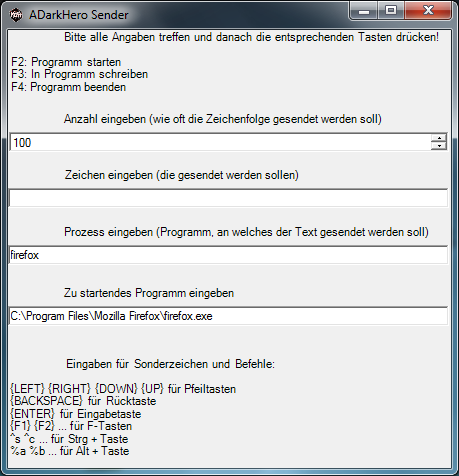 ADarkHero Sender
Bitte alle Angaben treffen und danach die entsprechenden Tasten drücken!
F2: Programm starten
F3: In Programm schreiben
F4: Programm beenden
Anzahl eingeben (wie oft die Zeichenfolge gesendet werden soll)
100
Zeichen eingeben (die gesendet werden sollen)
Prozess eingeben (Programm, an welches der Text gesendet werden soll)
firefox
Zu startendes Programm eingeben
C:\Program Files\Mozilla Firefox\firefox.exe
Eingaben für Sonderzeichen und Befehle:
{LEFT} {RIGHT} {DOWN} {UP} für Pfeiltasten
{BACKSPACE} für Rücktaste
{ENTER} für Eingabetaste
{F1} {F2} ... für F-Tasten
^s ^c ... für Strg + Taste
%a %b ... für Alt + Taste